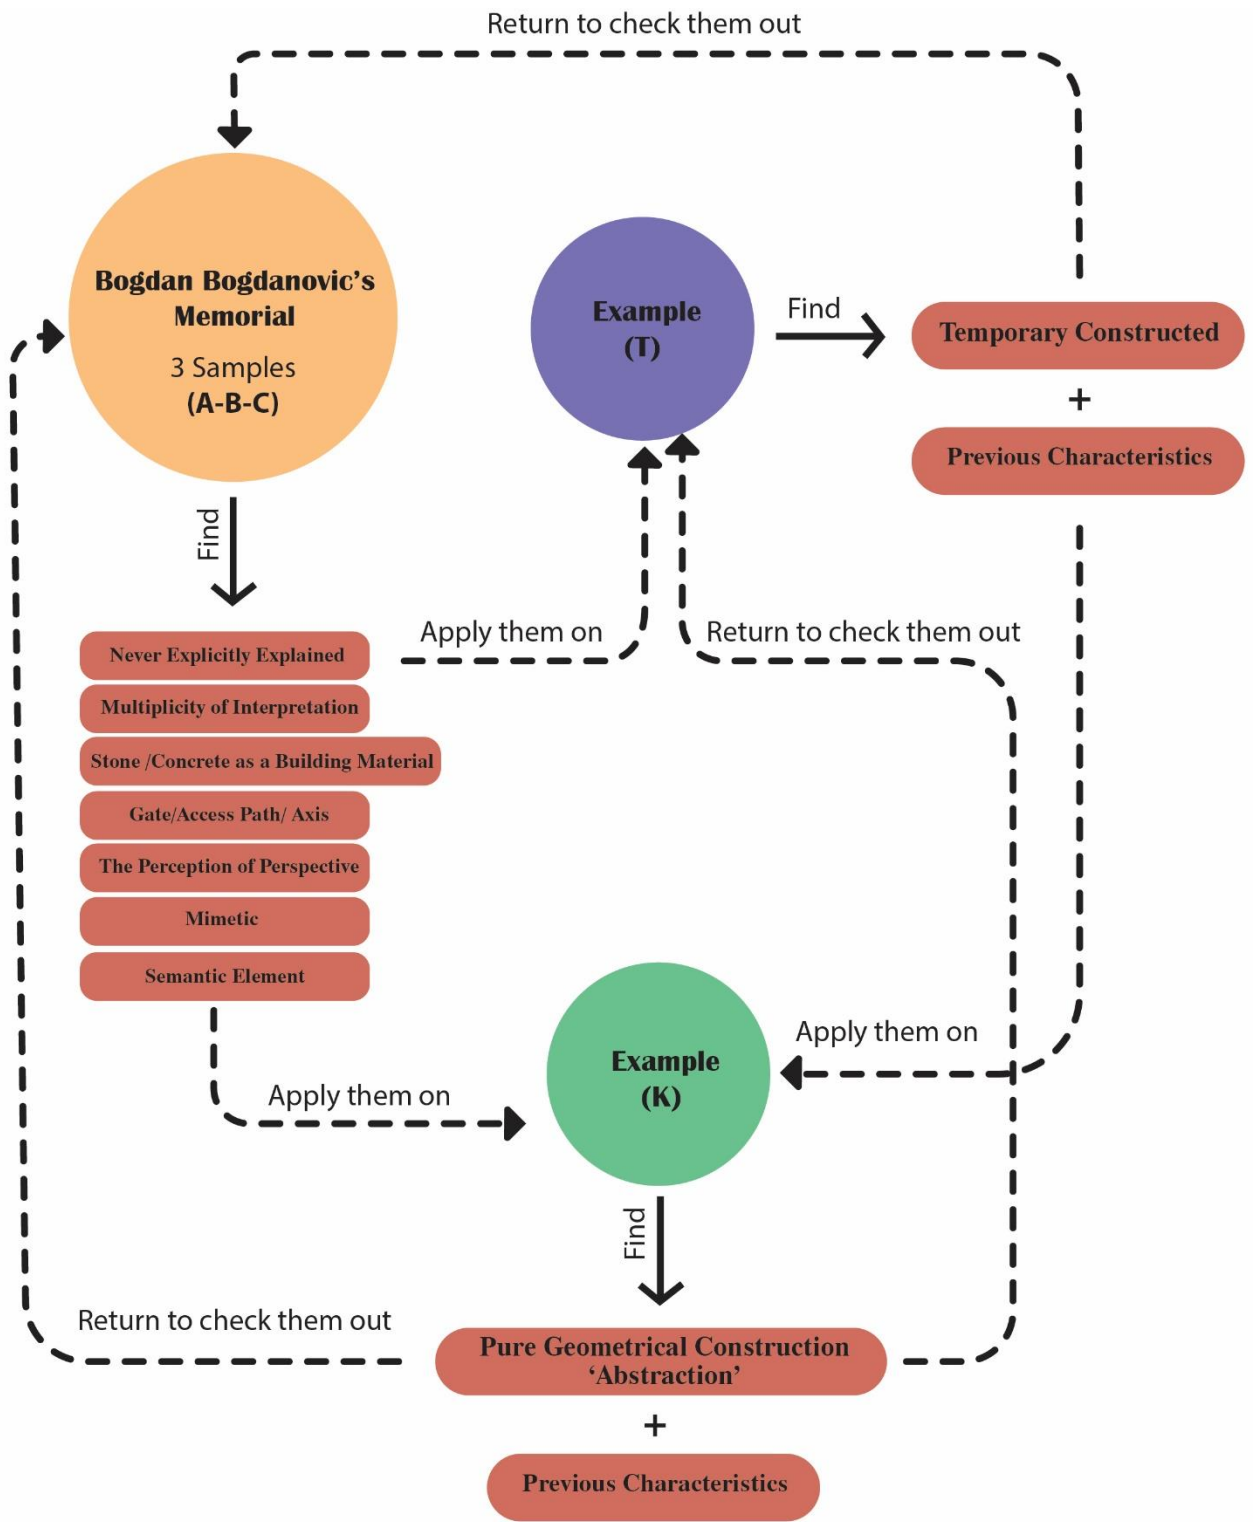 Return to check them out
Bogdan Bogdanovic's
Memorial
3 Samples
(A-B-C)
Example
(T)
Find
Temporary Constructed
+
Previous Characteristics
Find
Apply them on
Return to check them out
Never Explicitly Explained
Multiplicity of Interpretation
Stone /Concrete as a Building Material
Gate/Access Path/ Axis
The Perception of Perspective
Mimetic
Semantic Element
Example
(K)
Apply them on
Apply them on
Find
Return to check them out
Pure Geometrical Construction
‘Abstraction’
+
Previous Characteristics